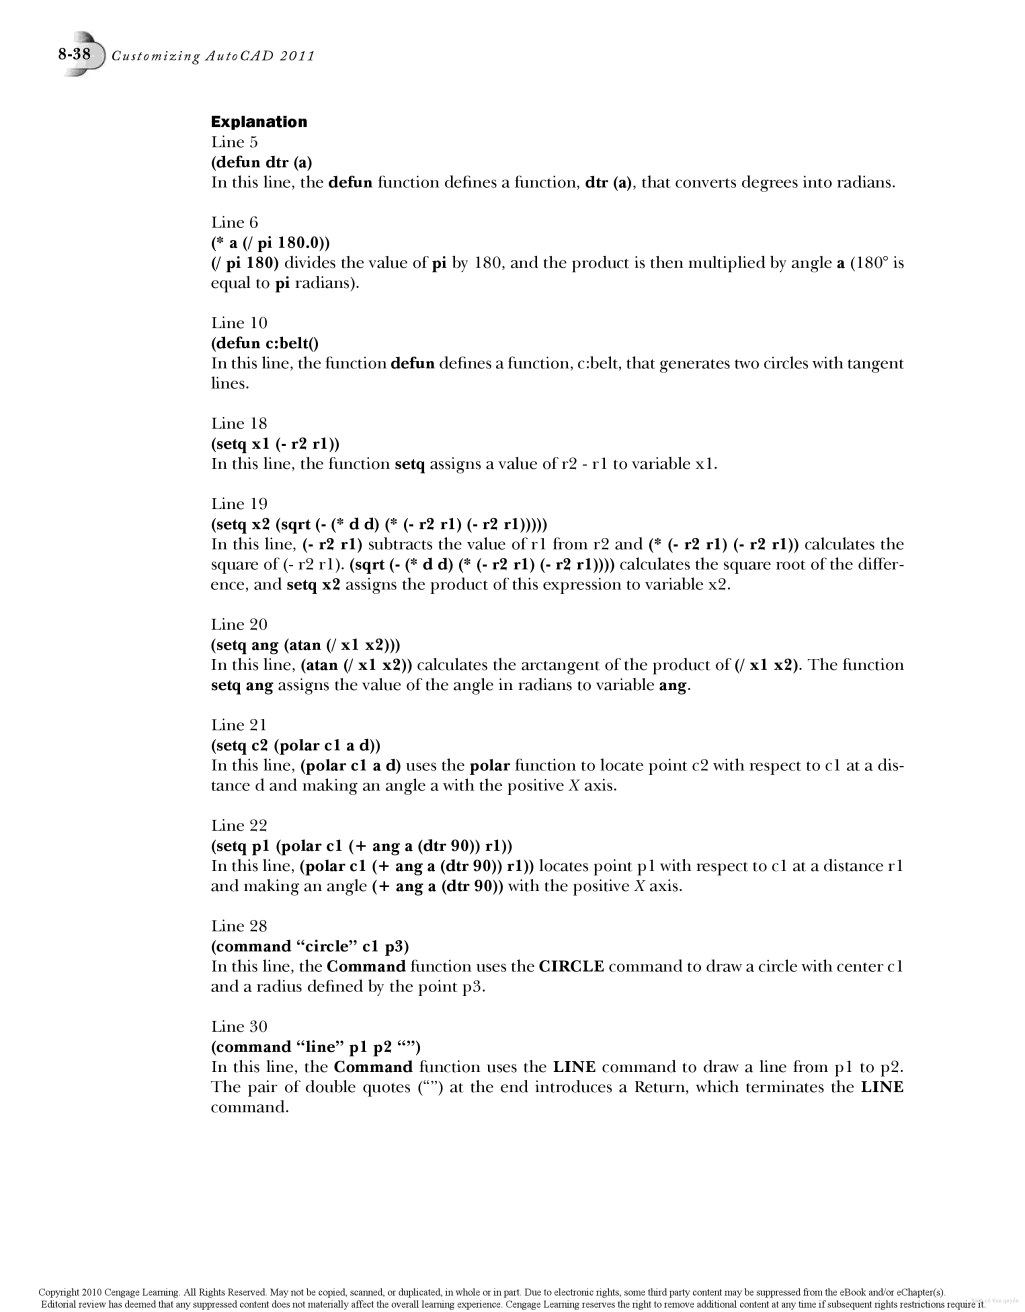 8-38 Customizing AutoCAD 2011
Explanation
Line 5
(defun dtr (a)
In this line, the defun function defines a function, dtr (a), that converts degrees into radians.
Line 6
(* a (/ pi 180.0))
(/ pi 180) divides the value of pi by 180, and the product is then multiplied by angle a (180° is
equal to pi radians).
Line 10
(defun c:belt()
In this line, the function defun defines a function, c:belt, that generates two circles with tangent
lines.
Line 18
(setq x1 (- r2 r1))
In this line, the function setq assigns a value of r2 - r1 to variable x1.
Line 19
(setq x2 (sqrt (- (* d d) (* (- r2 r1) (- r2 r1)))))
In this line, (- r2 r1) subtracts the value of r1 from r2 and (* (- r2 r1) (- r2 r1)) calculates the
square of (- r2 r1). (sqrt (- (* d d) (* (- r2 r1) (- r2 r1)))) calculates the square root of the differ-
ence, and setq x2 assigns the product of this expression to variable x2.
Line 20
(setq ang (atan (/ x1 x2)))
In this line, (atan (/ x1 x2)) calculates the arctangent of the product of (/ x1 x2). The function
setq ang assigns the value of the angle in radians to variable ang.
Line 21
(setq c2 (polar c1 a d))
In this line, (polar c1 a d) uses the polar function to locate point c2 with respect to c1 at a dis-
tance d and making an angle a with the positive X axis.
Line 22
(setq p1 (polar c1 (+ ang a (dtr 90)) r1))
In this line, (polar c1 (+ ang a (dtr 90)) r1)) locates point p1 with respect to c1 at a distance r1
and making an angle (+ ang a (dtr 90)) with the positive X axis.
Line 28
(command “circle” c1 p3)
In this line, the Command function uses the CIRCLE command to draw a circle with center c1
and a radius defined by the point p3.
Line 30
(command “line” p1 p2 “”)
In this line, the Command function uses the LINE command to draw a line from p1 to p2.
The pair of double quotes (“”) at the end introduces a Return, which terminates the LINE
command.
Copyright 2010 Cengage Learning. All Rights Reserved. May not be copied, scanned, or duplicated, in whole or in part. Due to electronic rights, some third party content may be suppressed from the eBook and/or eChapter(s).
Editorial review has deemed that any suppressed content does not materially affect the overall learning experience. Cengage Learning reserves the right to remove additional content at any time if subsequent rights restrictions require it.